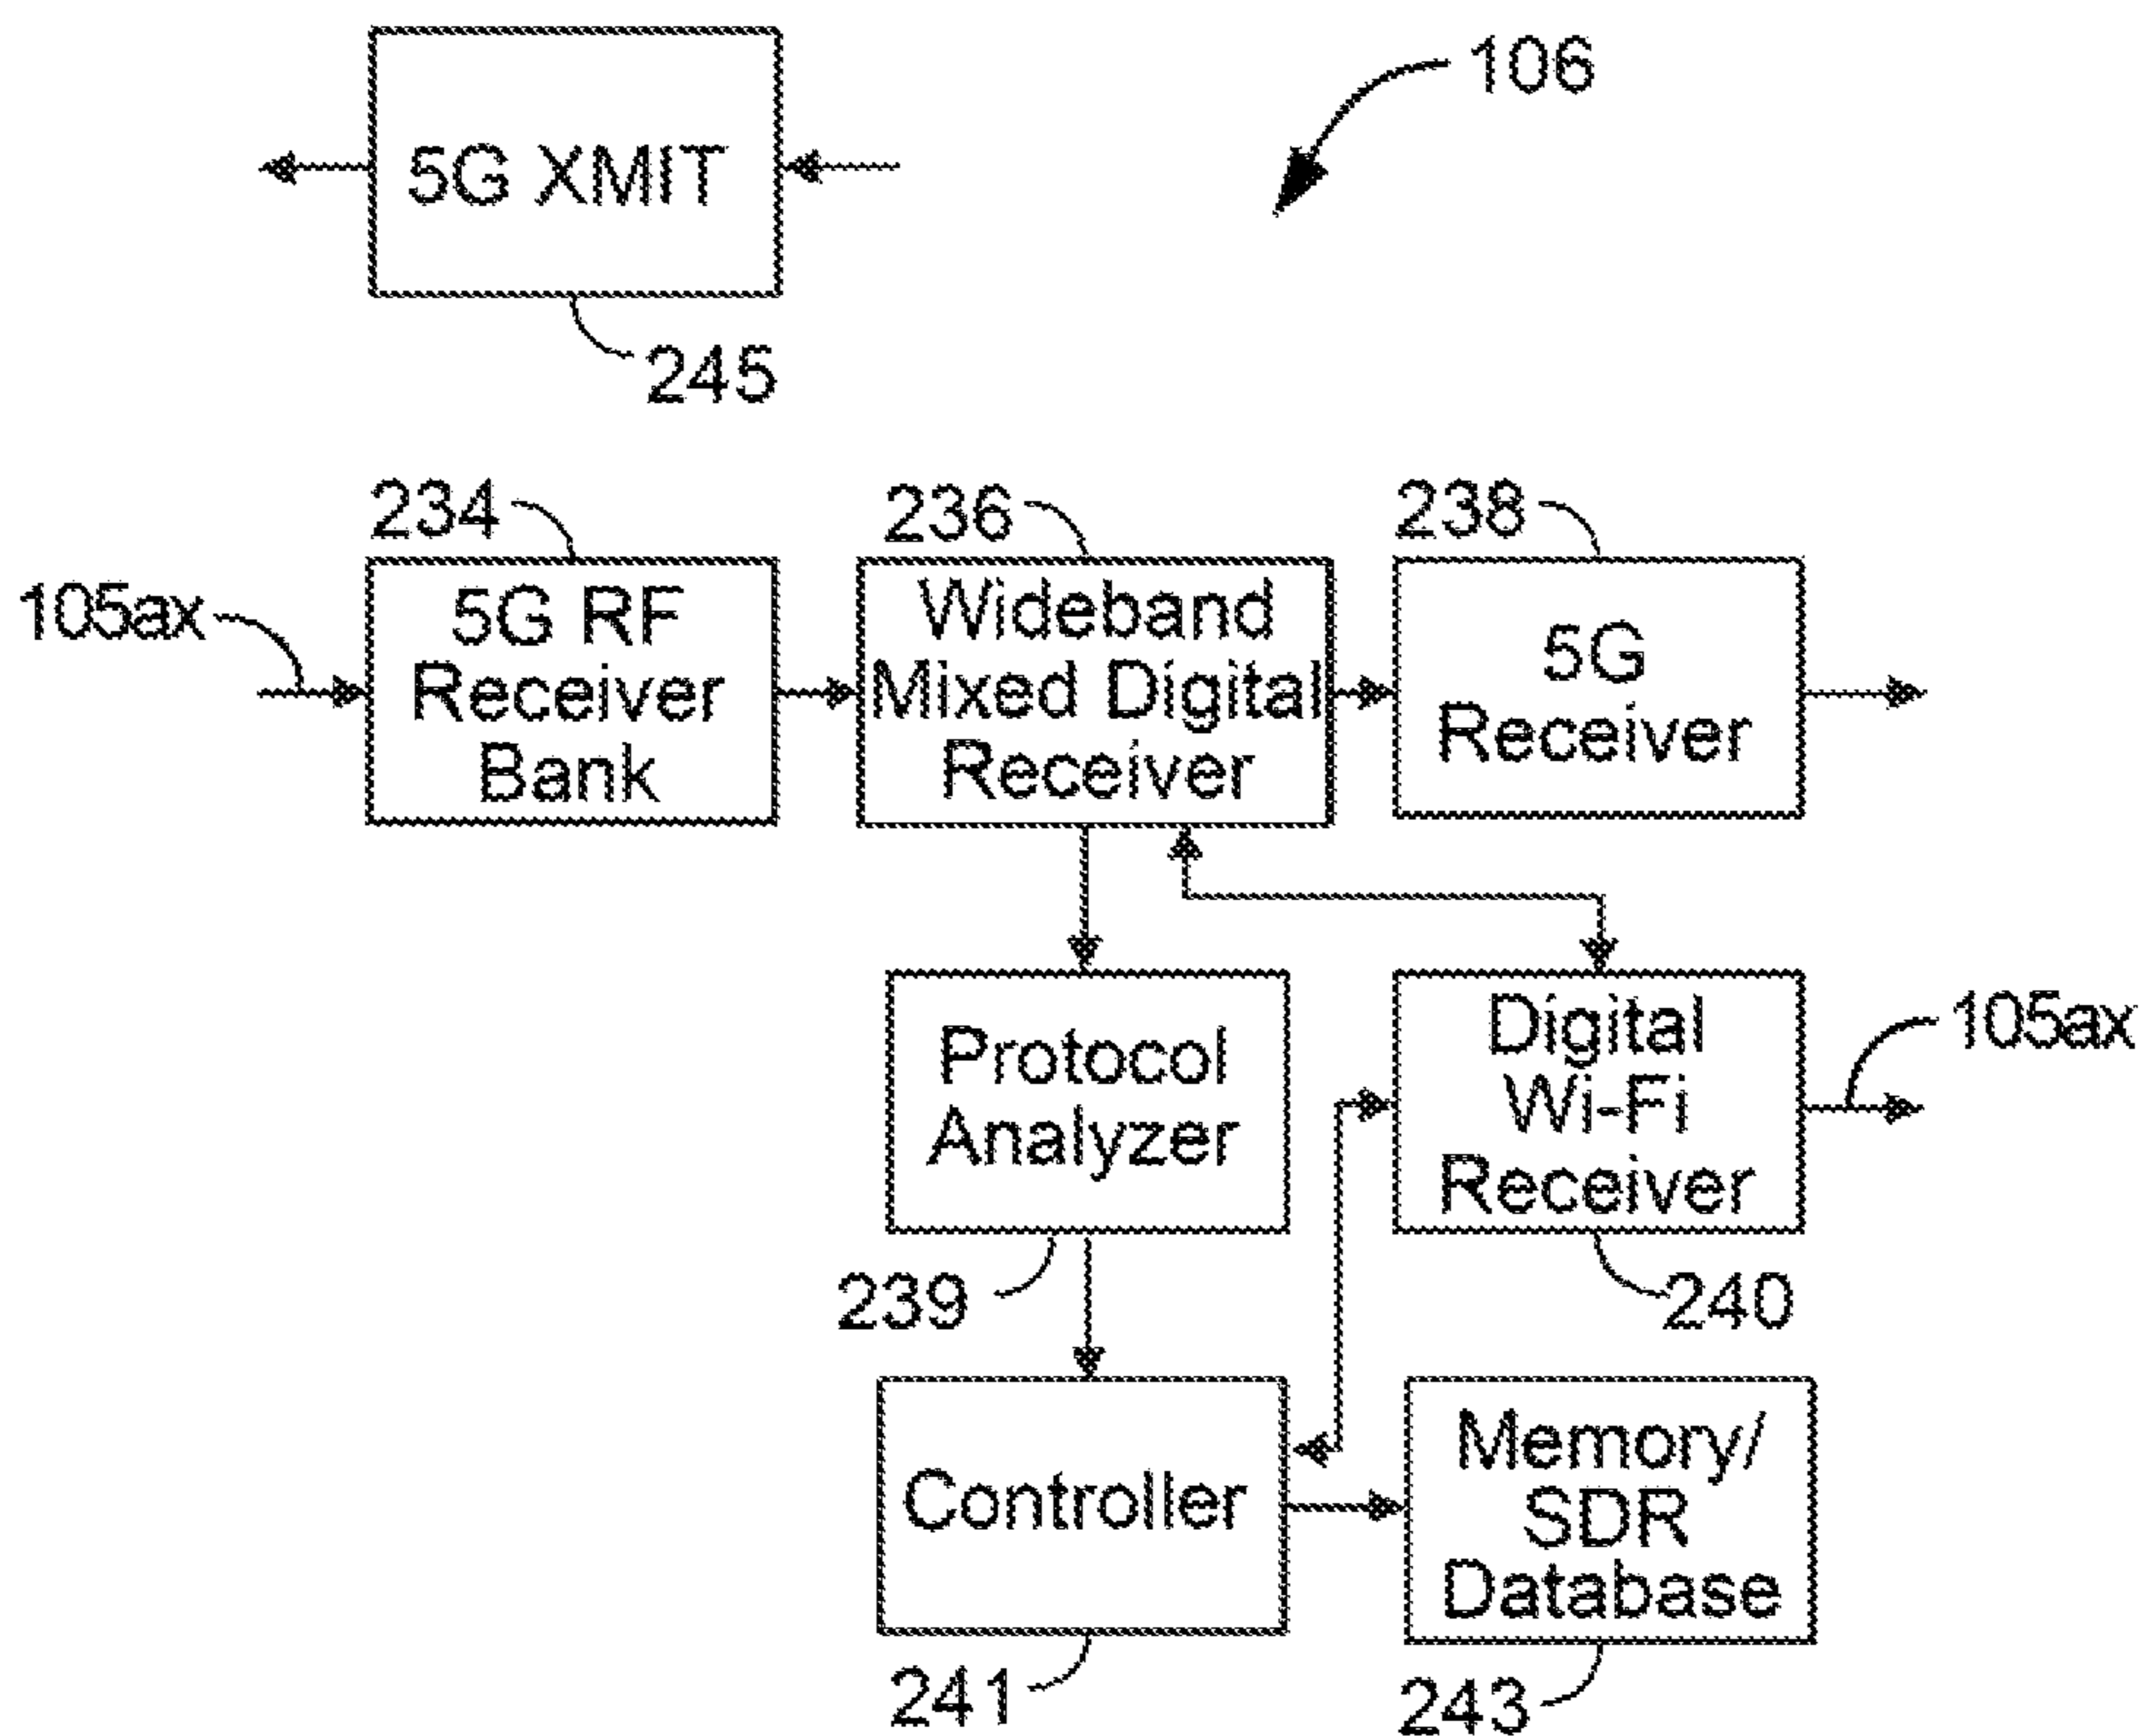 106
5G XMIT
245
234
236
238
105ax
5G RF
Receiver
Bank
Wideband
Mixed Digital
Receiver
5G
Receiver
Protocol
Analyzer
Digital
Wi-Fi
Receiver
105ax
239
240
Controller
Memory/
SDR
Database
241
243